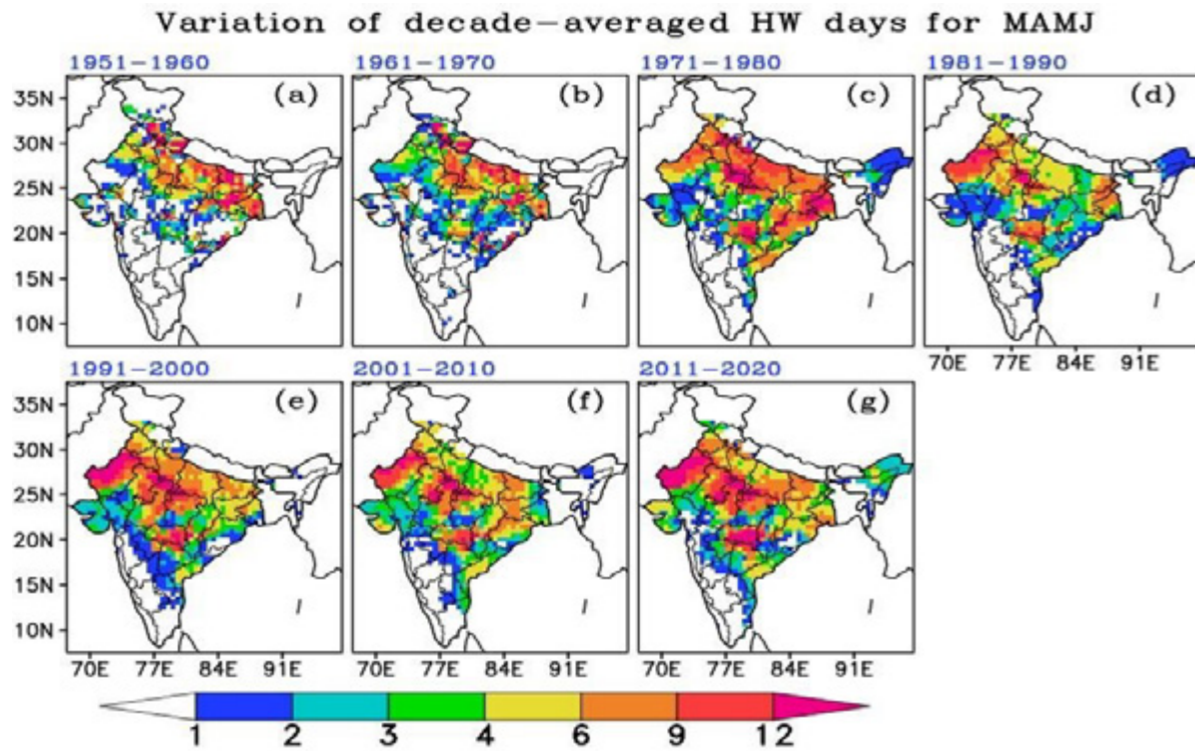 Variation of decade-averaged HW days for MAMJ
1951-1960 1961-1970 1971-1980 1981-1990
(a) (b) (c) (d)
35N
30N
25N
20N
15N
10N
70E 77E 84E 91E
1991-2000 2001-2010 2011-2020
(e) (f) (g)
35N
30N
25N
20N
15N
10N
70E 77E 84E 91E 70E 77E 84E 91E 70E 77E 84E 91E
1 2 3 4 6 9 12